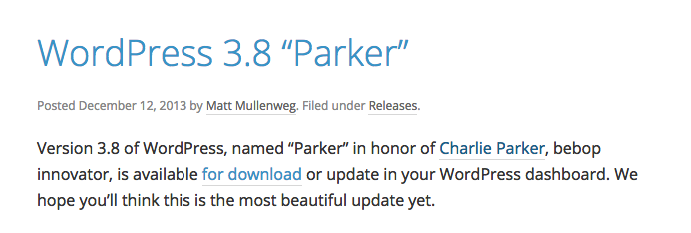 WordPress 3.8 “Parker”
Posted December 12, 2013 by Matt Mullenweg. Filed under Releases.
Version 3.8 of WordPress, named “Parker” in honor of Charlie Parker, bebop
innovator, is available for download or update in your WordPress dashboard. We
hope you’ll think this is the most beautiful update yet.